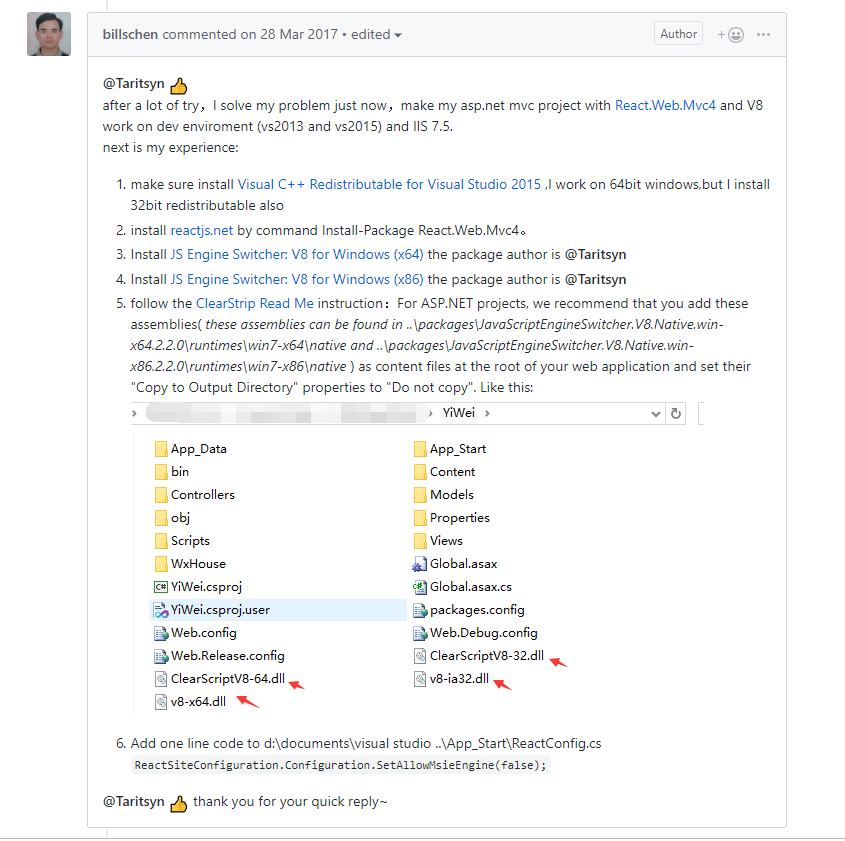 billschen commented on 28 Mar 2017 • edited
Author
@Taritsyn
after a lot of try，I solve my problem just now，make my asp.net mvc project with React.Web.Mvc4 and V8
work on dev enviroment (vs2013 and vs2015) and IIS 7.5.
next is my experience:
1. make sure install Visual C++ Redistributable for Visual Studio 2015 ,I work on 64bit windows,but I install
32bit redistributable also
2. install reactjs.net by command Install-Package React.Web.Mvc4。
3. Install JS Engine Switcher: V8 for Windows (x64) the package author is @Taritsyn
4. Install JS Engine Switcher: V8 for Windows (x86) the package author is @Taritsyn
5. follow the ClearStrip Read Me instruction：For ASP.NET projects, we recommend that you add these
assemblies( these assemblies can be found in ..\packages\JavaScriptEngineSwitcher.V8.Native.win-
x64.2.2.0\runtimes\win7-x64\native and ..\packages\JavaScriptEngineSwitcher.V8.Native.win-
x86.2.2.0\runtimes\win7-x86\native ) as content files at the root of your web application and set their
"Copy to Output Directory" properties to "Do not copy". Like this:
YiWei
App_Data
App_Start
bin
Content
Controllers
Models
obj
Properties
Scripts
Views
WxHouse
Global.asax
YiWei.csproj
Global.asax.cs
YiWei.csproj.user
packages.config
Web.config
Web.Debug.config
Web.Release.config
ClearScriptV8-32.dll
ClearScriptV8-64.dll
v8-ia32.dll
v8-x64.dll
6. Add one line code to d:\documents\visual studio ..\App_Start\ReactConfig.cs
ReactSiteConfiguration.Configuration.SetAllowMsieEngine(false);
@Taritsyn thank you for your quick reply~